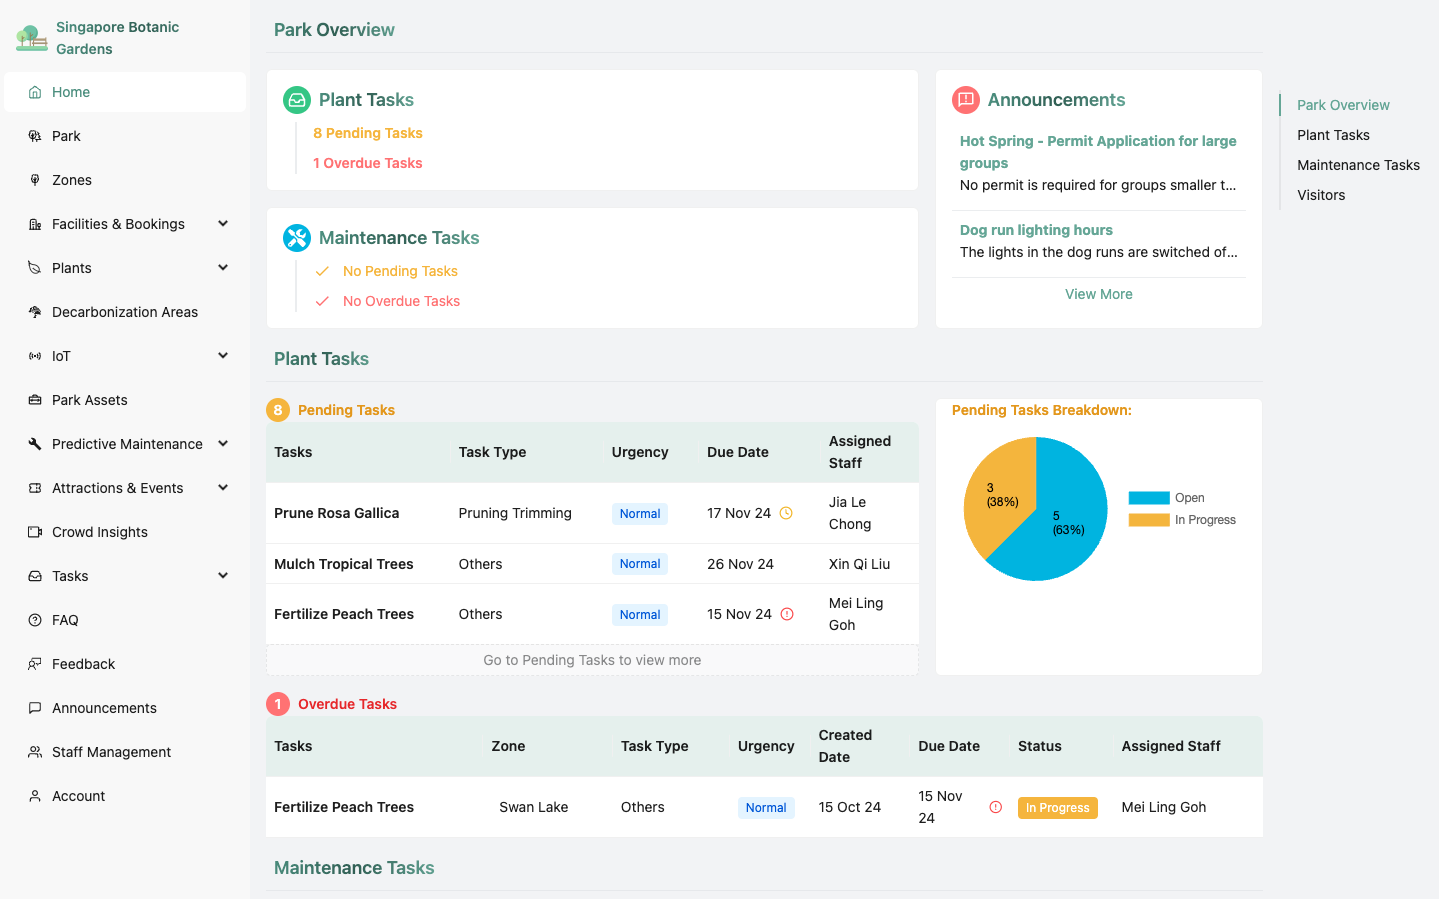 Singapore Botanic
Gardens
Home
Park
Zones
Facilities & Bookings
Plants
Decarbonization Areas
IoT
Park Assets
Predictive Maintenance
Attractions & Events
Crowd Insights
Tasks
FAQ
Feedback
Announcements
Staff Management
Account
Park Overview
Plant Tasks
8 Pending Tasks
1 Overdue Tasks
Maintenance Tasks
No Pending Tasks
No Overdue Tasks
Announcements
Hot Spring - Permit Application for large
groups
No permit is required for groups smaller t...
Dog run lighting hours
The lights in the dog runs are switched of...
View More
Park Overview
Plant Tasks
Maintenance Tasks
Visitors
Plant Tasks
8 Pending Tasks
Tasks Task Type Urgency Due Date Assigned
Staff
Prune Rosa Gallica Pruning Trimming Normal 17 Nov 24 Jia Le
Chong
Mulch Tropical Trees Others Normal 26 Nov 24 Xin Qi Liu
Fertilize Peach Trees Others Normal 15 Nov 24 Mei Ling
Goh
Go to Pending Tasks to view more
Pending Tasks Breakdown:
3
(38%)
5
(63%)
Open
In Progress
1 Overdue Tasks
Tasks Zone Task Type Urgency Created
Date Due Date Status Assigned Staff
Fertilize Peach Trees Swan Lake Others Normal 15 Oct 24 15 Nov
24 In Progress Mei Ling Goh
Maintenance Tasks